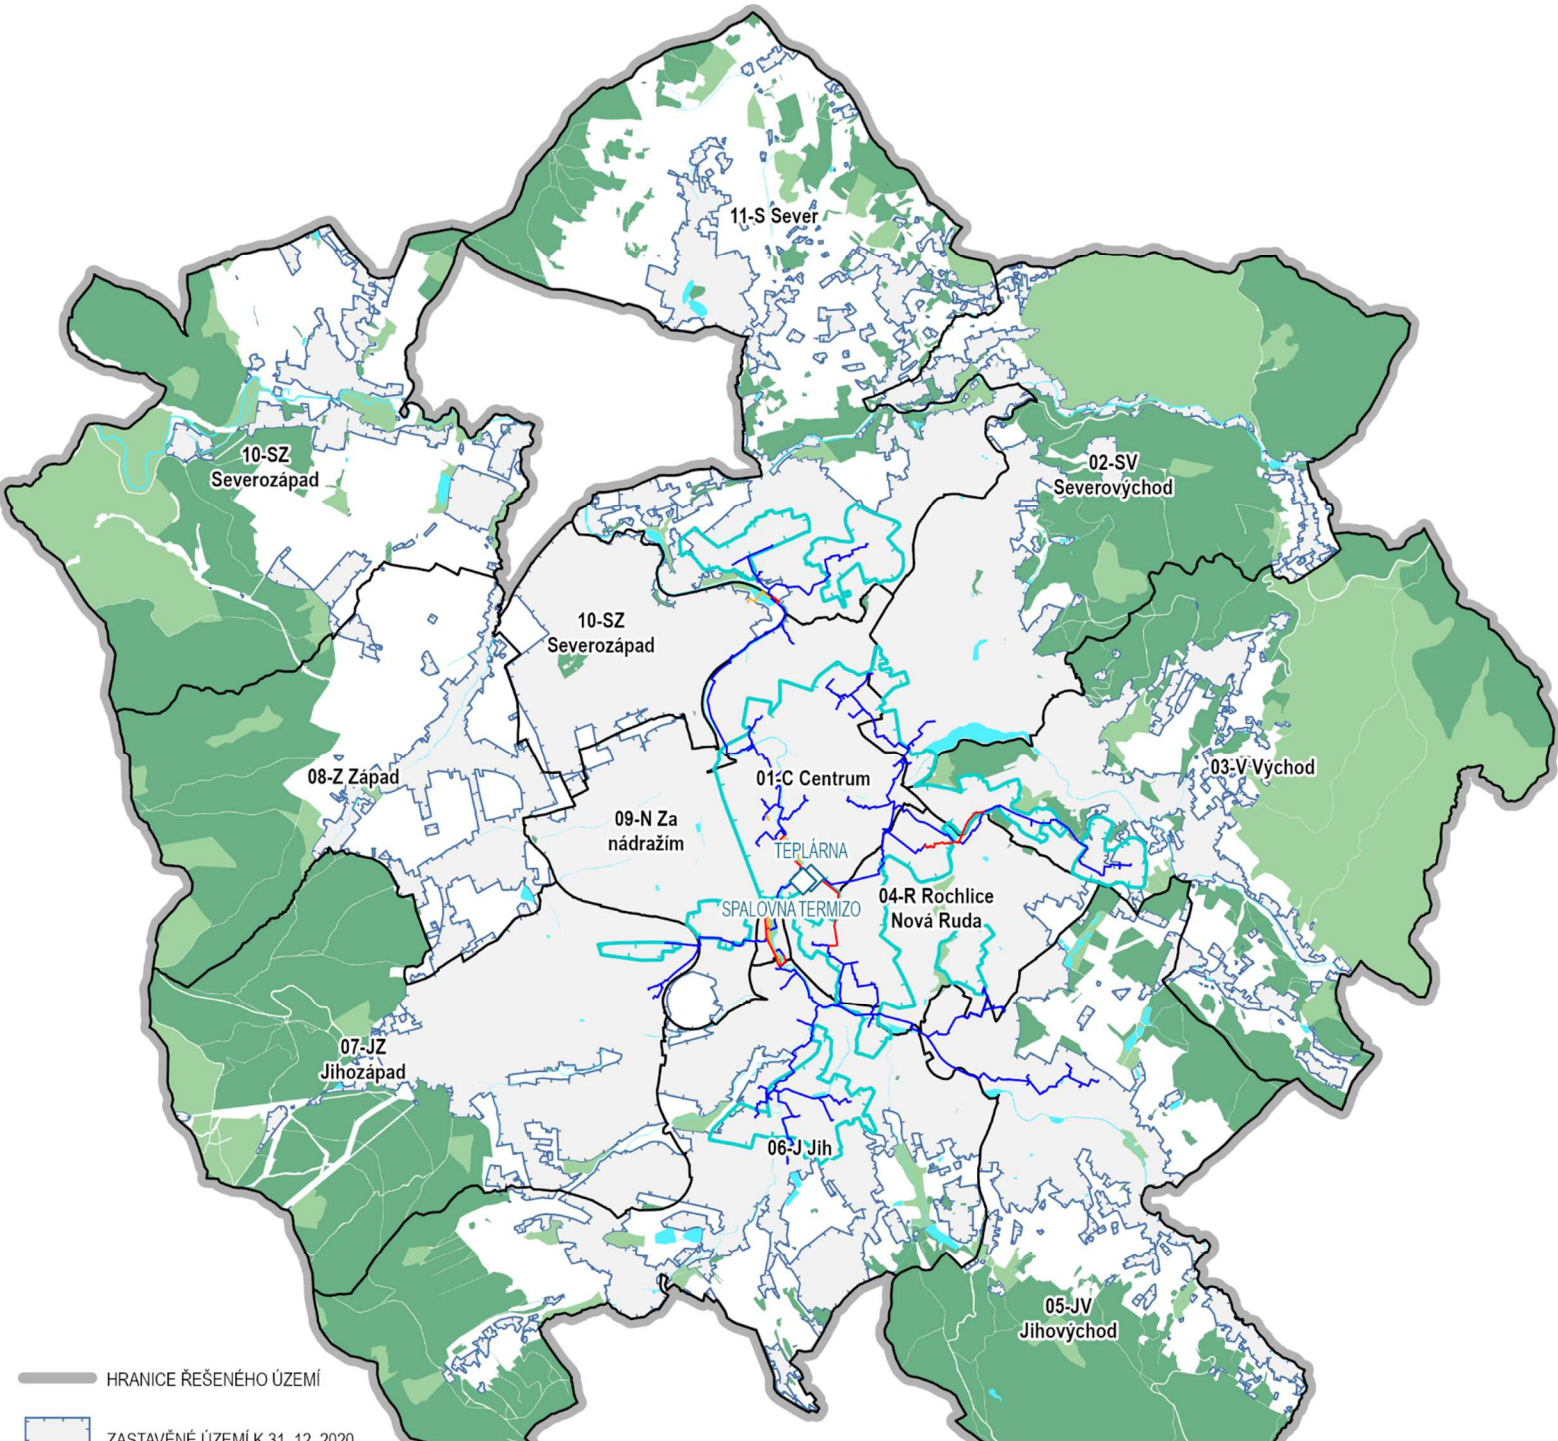 11-S Sever
10-SZ
Severozápad
02-SV
Severovýchod
10-SZ
Severozápad
08-Z Západ
01-C Centrum
03-V Východ
09-N Za
nádražím
TEPLÁRNA
SPALOVNA TERMIZO
04-R Rochlice
Nová Ruda
07-JZ
Jihozápad
06-J Jih
05-JV
Jihovýchod
HRANICE ŘEŠENÉHO ÚZEMÍ
ZASTAVĚNÉ ÚZEMÍ K 31. 12. 2020